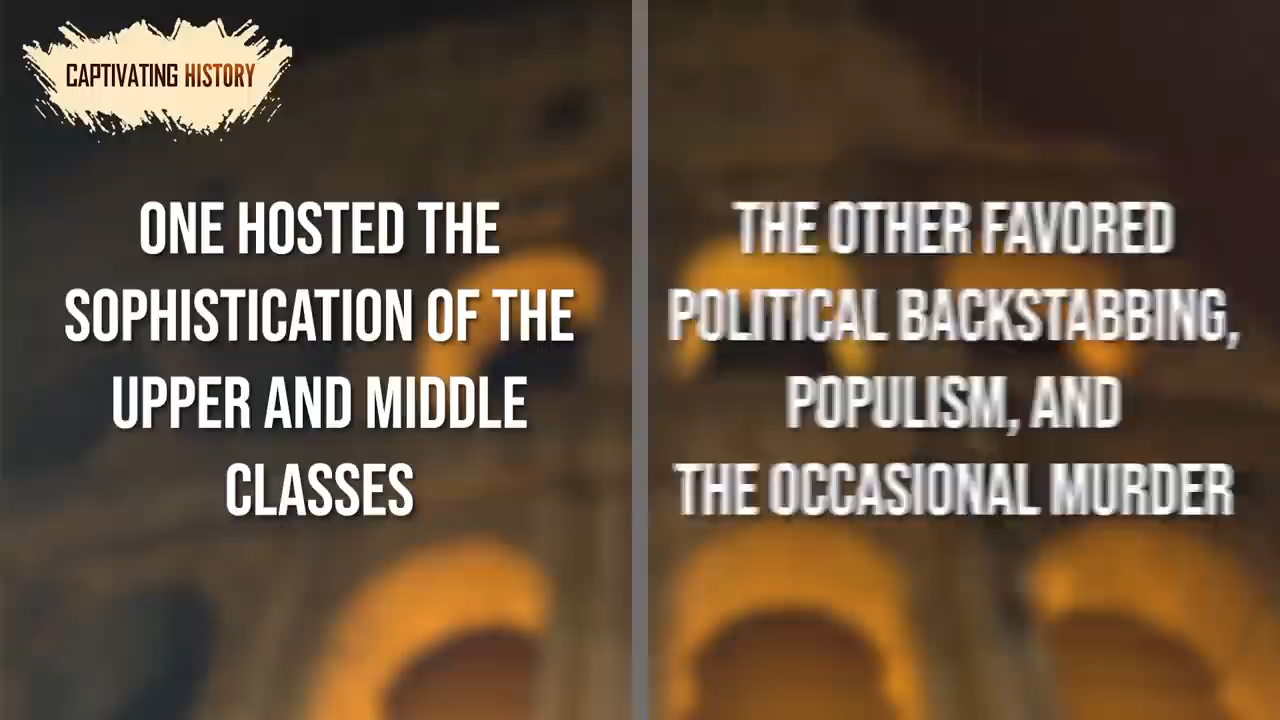 CAPTIVATING HISTORY
ONE HOSTED THE
SOPHISTICATION OF THE
UPPER AND MIDDLE
CLASSES
THE OTHER FAVORED
POLITICAL BACKSTABBING,
POPULISM, AND
THE OCCASIONAL MURDER